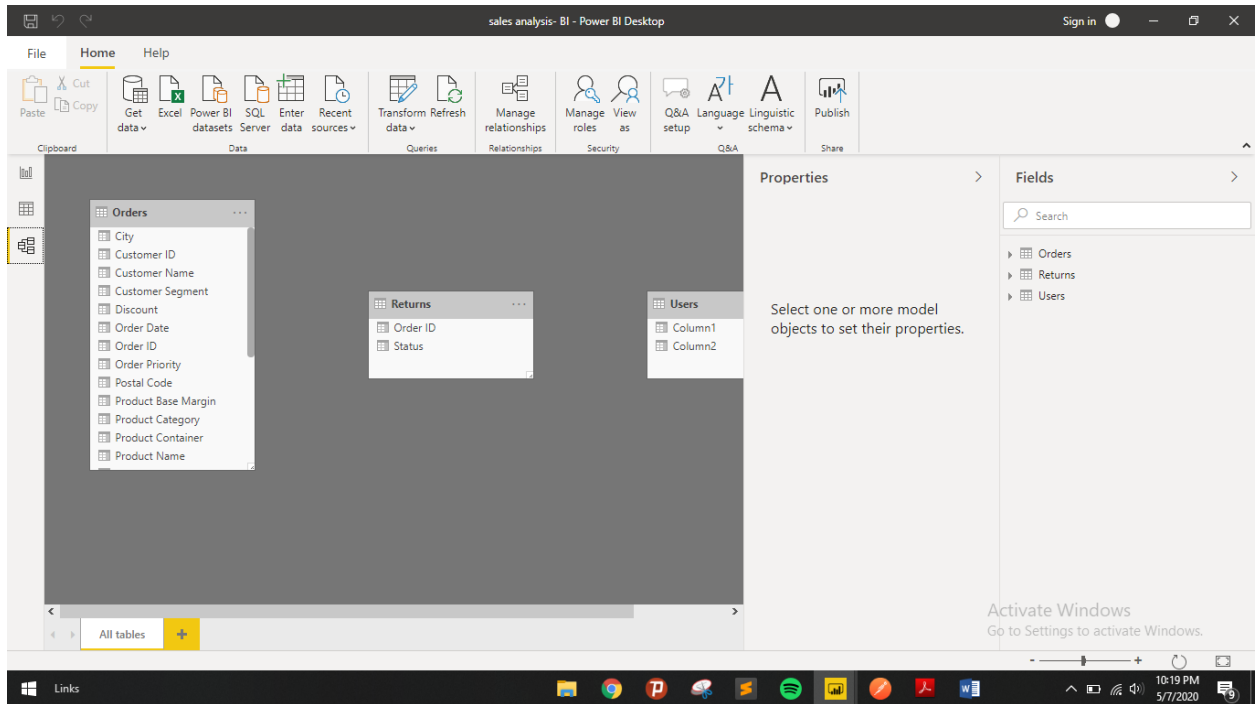 sales analysis- BI - Power BI Desktop
Sign in
File Home Help
Paste
Cut
Copy
Get data
Excel
Power BI datasets
SQL Server
Enter data
Recent sources
Transform data
Refresh
Manage relationships
Manage roles
View as
Q&A setup
Language
Linguistic schema
Publish
Clipboard
Data
Queries
Relationships
Security
Q&A
Share
Orders
City
Customer ID
Customer Name
Customer Segment
Discount
Order Date
Order ID
Order Priority
Postal Code
Product Base Margin
Product Category
Product Container
Product Name
Returns
Order ID
Status
Users
Column1
Column2
Properties
Select one or more model
objects to set their properties.
Fields
Search
Orders
Returns
Users
All tables
Activate Windows
Go to Settings to activate Windows.
Links
10:19 PM
5/7/2020
9